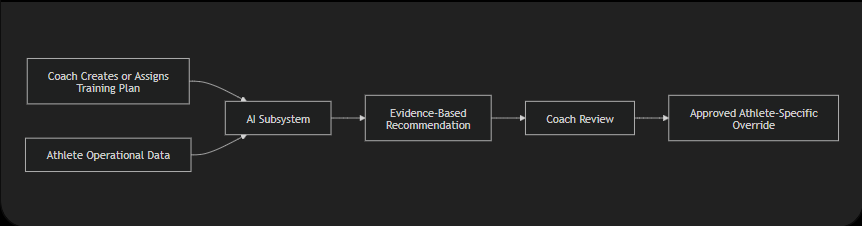 Coach Creates or Assigns
Training Plan
Athlete Operational Data
AI Subsystem
Evidence-Based
Recommendation
Coach Review
Approved Athlete-Specific
Override